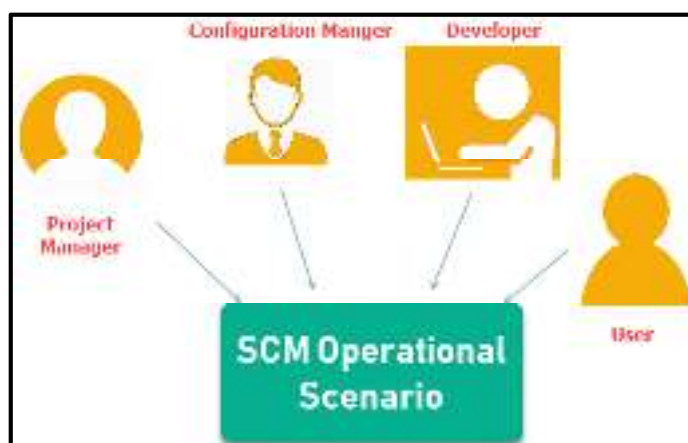 Configuration Manger
Developer
Project
Manager
User
SCM Operational
Scenario